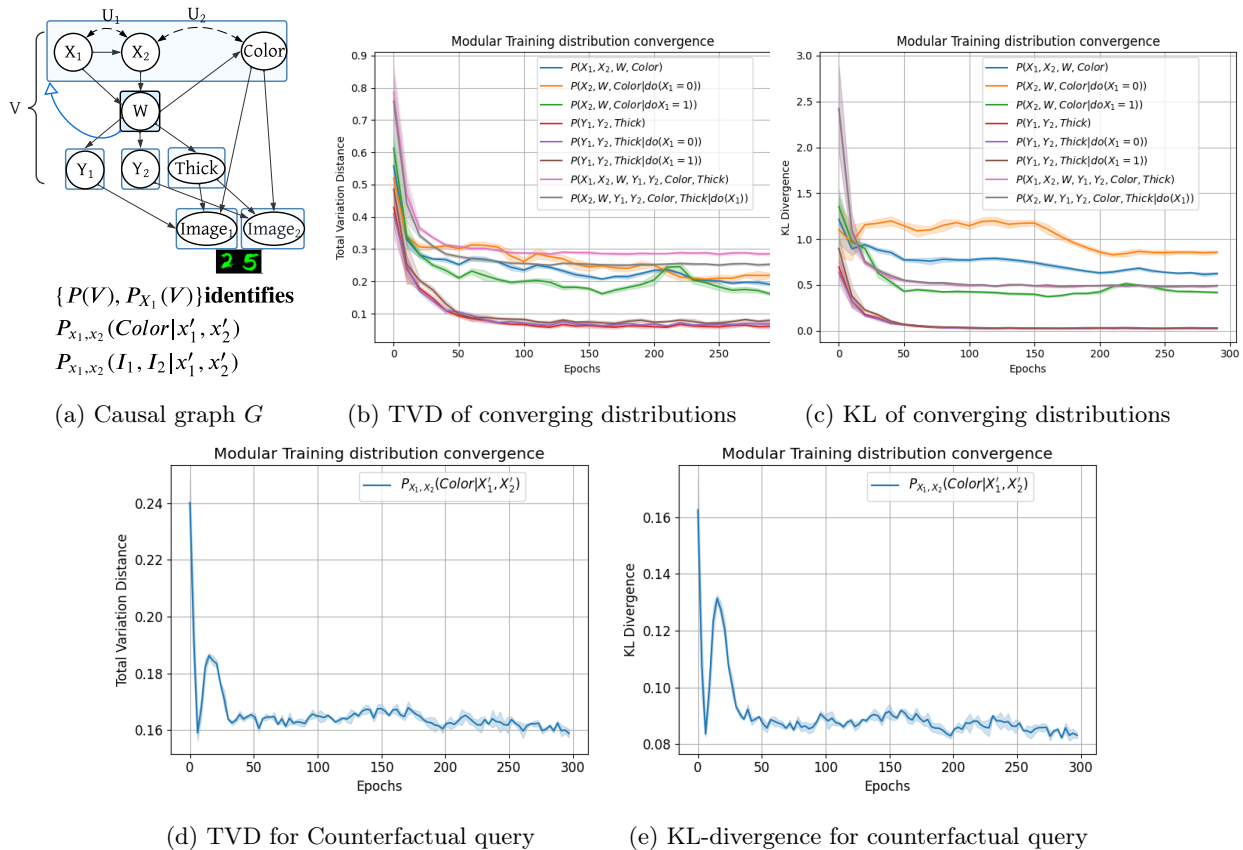 U₁
U₂
X₁
X₂
Color
V
W
Y₁
Y₂
Thick
Image₁
Image₂
2 5
{P(V), P_{X₁}(V)}identifies
P_{x₁,x₂}(Color|x′₁, x′₂)
P_{x₁,x₂}(I₁, I₂|x′₁, x′₂)
(a) Causal graph G
Modular Training distribution convergence
P(X₁, X₂, W, Color)
P(X₂, W, Color|do(X₁ = 0))
P(X₂, W, Color|doX₁ = 1))
P(Y₁, Y₂, Thick)
P(Y₁, Y₂, Thick|do(X₁ = 0))
P(Y₁, Y₂, Thick|do(X₁ = 1))
P(X₁, X₂, W, Y₁, Y₂, Color, Thick)
P(X₂, W, Y₁, Y₂, Color, Thick|do(X₁))
Total Variation Distance
0.9
0.8
0.7
0.6
0.5
0.4
0.3
0.2
0.1
0 50 100 150 200 250
Epochs
(b) TVD of converging distributions
Modular Training distribution convergence
P(X₁, X₂, W, Color)
P(X₂, W, Color|do(X₁ = 0))
P(X₂, W, Color|doX₁ = 1))
P(Y₁, Y₂, Thick)
P(Y₁, Y₂, Thick|do(X₁ = 0))
P(Y₁, Y₂, Thick|do(X₁ = 1))
P(X₁, X₂, W, Y₁, Y₂, Color, Thick)
P(X₂, W, Y₁, Y₂, Color, Thick|do(X₁))
KL Divergence
3.0
2.5
2.0
1.5
1.0
0.5
0.0
0 50 100 150 200 250 300
Epochs
(c) KL of converging distributions
Modular Training distribution convergence
P_{X₁,X₂}(Color|X′₁, X′₂)
Total Variation Distance
0.24
0.22
0.20
0.18
0.16
0 50 100 150 200 250 300
Epochs
(d) TVD for Counterfactual query
Modular Training distribution convergence
P_{X₁,X₂}(Color|X′₁, X′₂)
KL Divergence
0.16
0.14
0.12
0.10
0.08
0 50 100 150 200 250 300
Epochs
(e) KL-divergence for counterfactual query